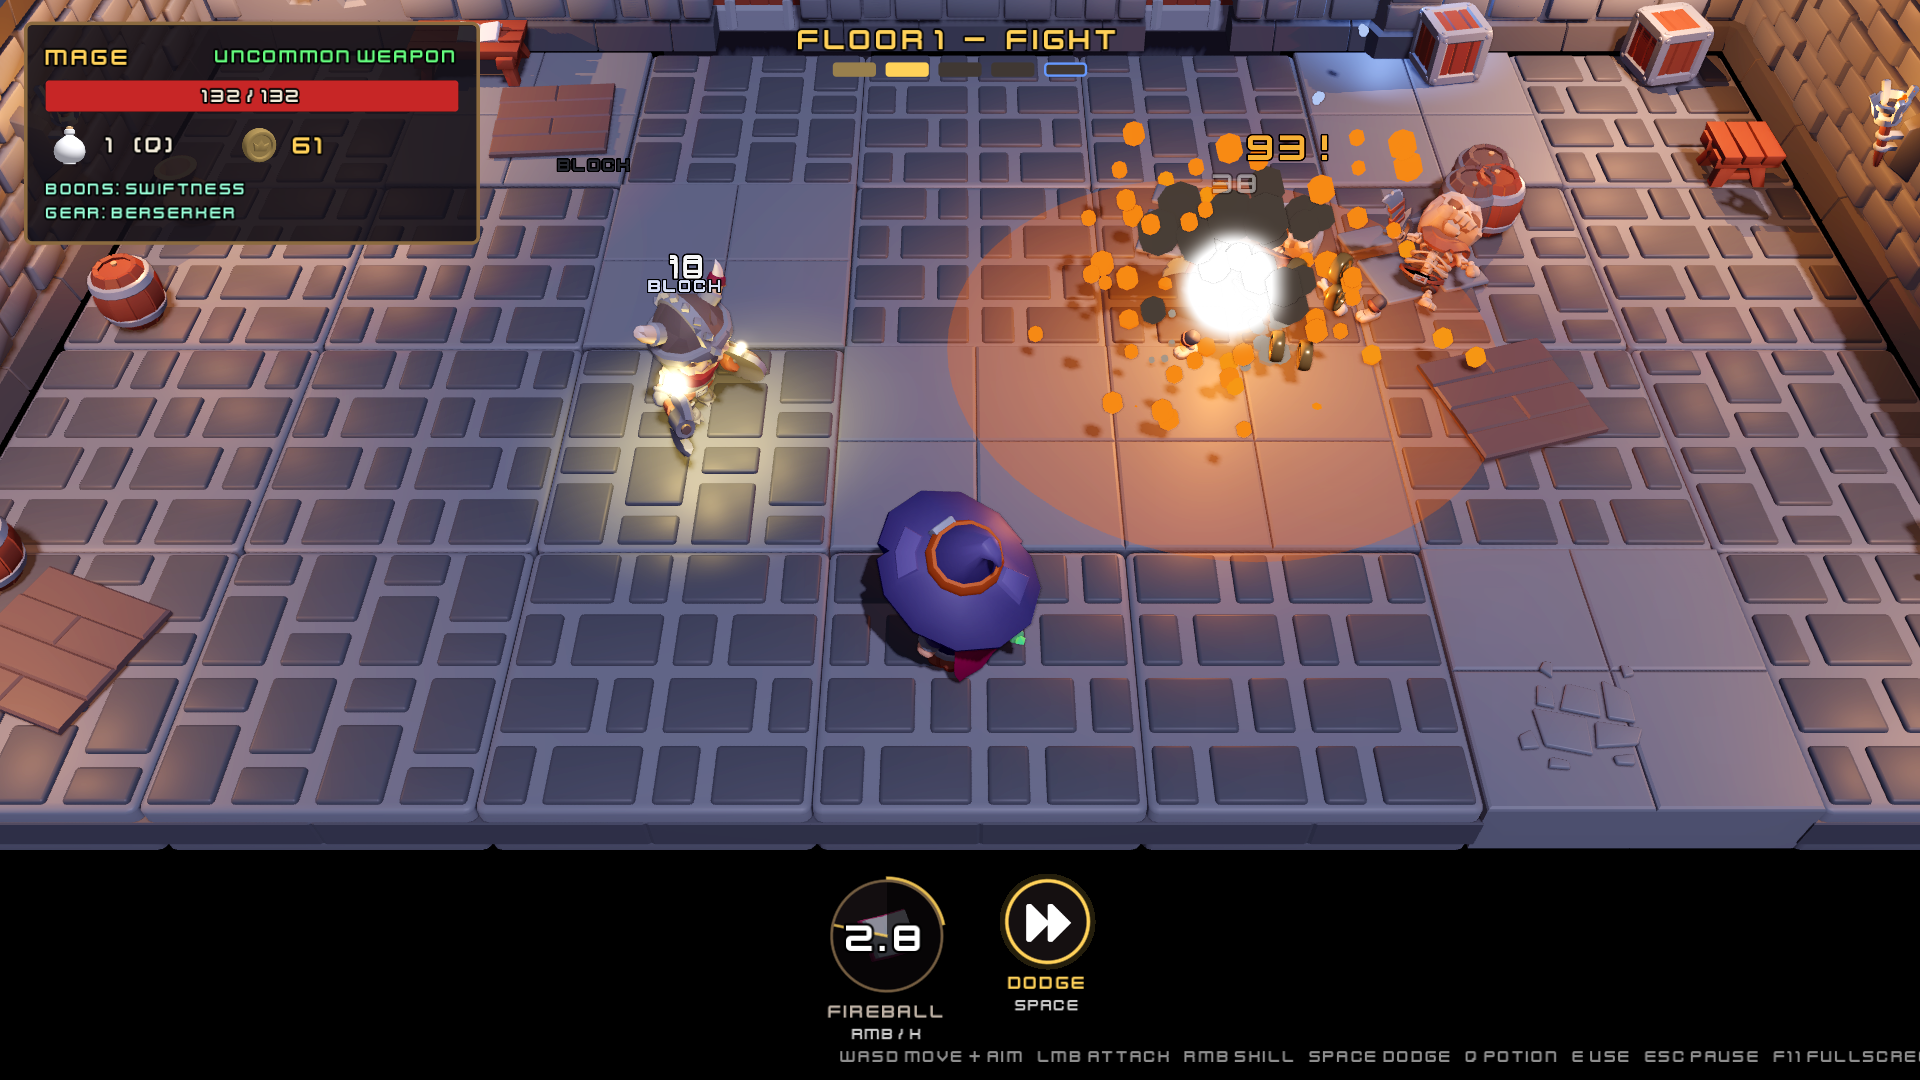 MAGE UNCOMMON WEAPON
132 / 132
1 (Q) 61
BOONS: SWIFTNESS
GEAR: BERSERKER
FLOOR 1 – FIGHT
BLOCK
93!
38
18
BLOCK
2.8
FIREBALL
RMB / K
DODGE
SPACE
WASD MOVE + AIM LMB ATTACK RMB SKILL SPACE DODGE Q POTION E USE ESC PAUSE F11 FULLSCREE